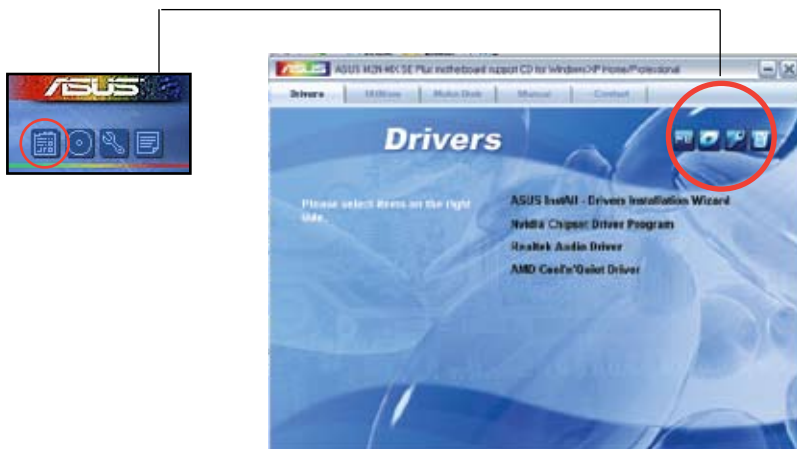 ASUS
ASUS M2N-MX SE Plus motherboard support CD for Windows XP Home/Professional
Drivers Utilities Make Disk Manual Contact
Drivers
Please select items on the right
side.
ASUS InstAll - Drivers Installation Wizard
Nvidia Chipset Driver Program
Realtek Audio Driver
AMD Cool'n'Quiet Driver